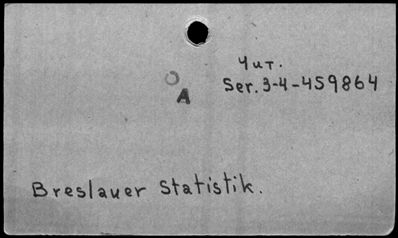 Чит.
Ser. 3-4-459864
A
Breslauer Statistik.